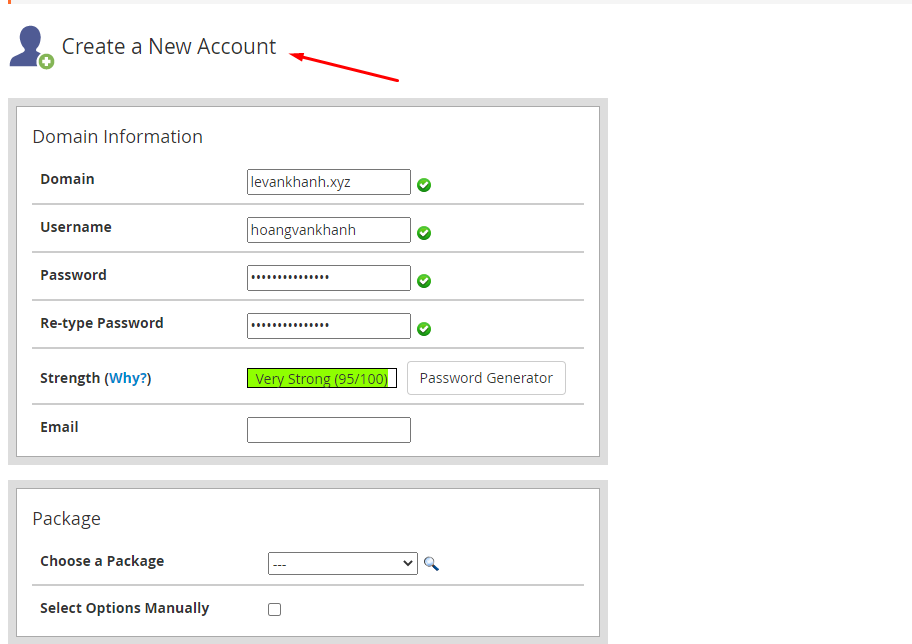 Create a New Account
Domain Information
Domain levankhanh.xyz
Username hoangvankhanh
Password •••••••••••••••
Re-type Password •••••••••••••••
Strength (Why?) Very Strong (95/100) Password Generator
Email
Package
Choose a Package ---
Select Options Manually